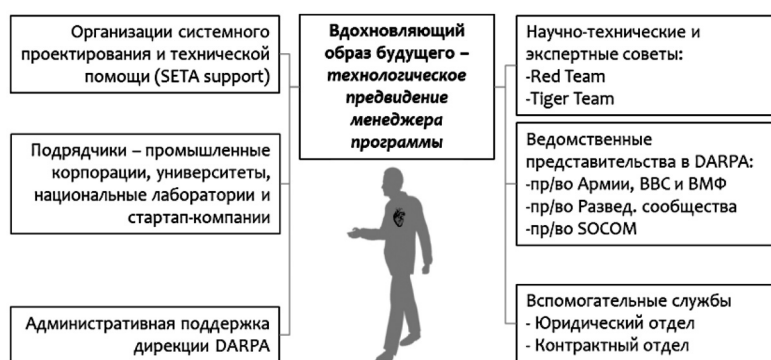 Организации системного
проектирования и технической
помощи (SETA support)
Подрядчики – промышленные
корпорации, университеты,
национальные лаборатории и
стартап-компании
Административная поддержка
дирекции DARPA
Вдохновляющий
образ будущего –
технологическое
предвидение
менеджера
программы
Научно-технические и
экспертные советы:
-Red Team
-Tiger Team
Ведомственные
представительства в DARPA:
-пр/во Армии, ВВС и ВМФ
-пр/во Развед. сообщества
-пр/во SOCOM
Вспомогательные службы
- Юридический отдел
- Контрактный отдел